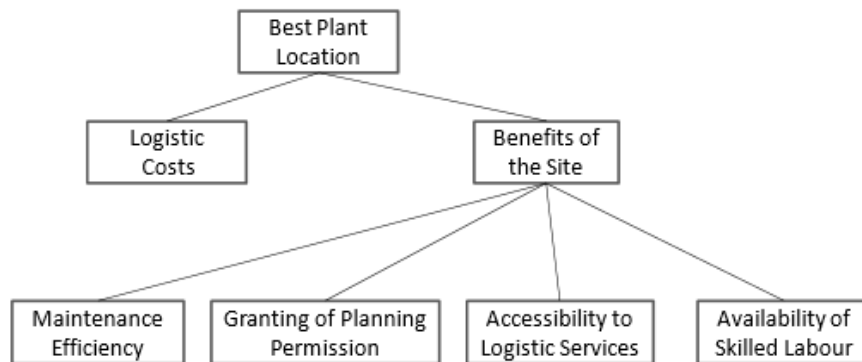 Best Plant
Location
Logistic
Costs
Benefits of
the Site
Maintenance
Efficiency
Granting of Planning
Permission
Accessibility to
Logistic Services
Availability of
Skilled Labour